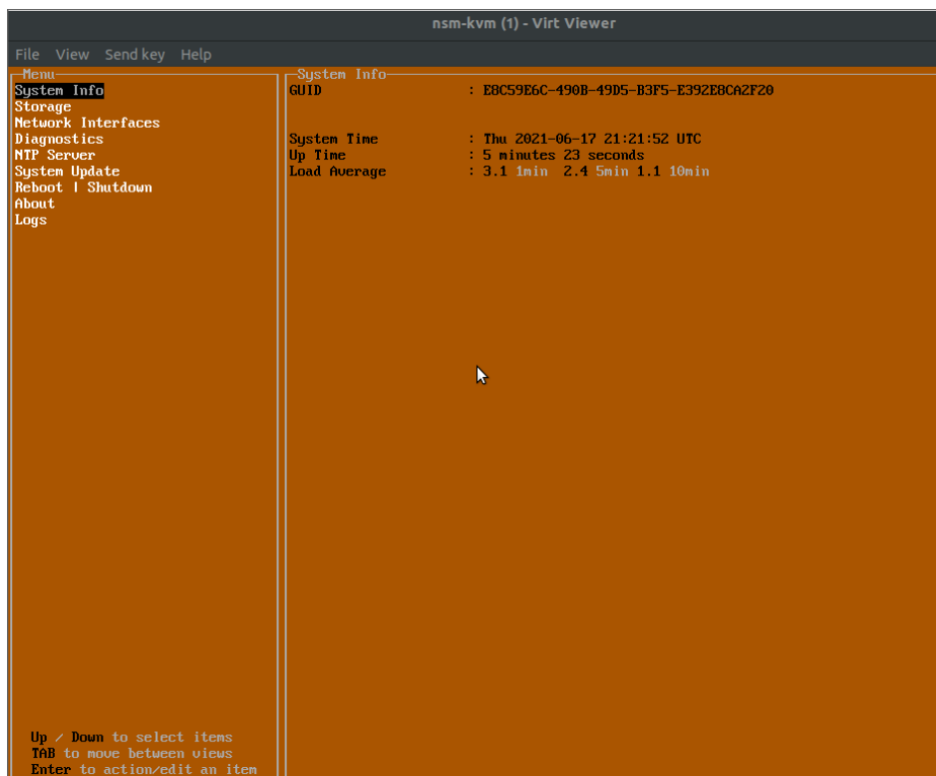 nsm-kvm (1) - Virt Viewer
File View Send key Help
Menu
System Info
Storage
Network Interfaces
Diagnostics
NTP Server
System Update
Reboot | Shutdown
About
Logs
Up / Down to select items
TAB to move between views
Enter to action/edit an item
System Info
GUID : E8C59E6C-490B-49D5-B3F5-E392E8CA2F20
System Time : Thu 2021-06-17 21:21:52 UTC
Up Time : 5 minutes 23 seconds
Load Average : 3.1 1min 2.4 5min 1.1 10min